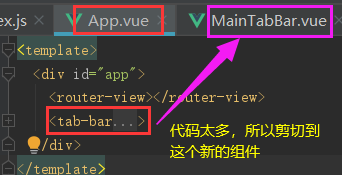 ex.js App.vue MainTabBar.vue
<template>
<div id="app">
<router-view></router-view>
<tab-bar...>
代码太多，所以剪切到
这个新的组件
</div>
</template>